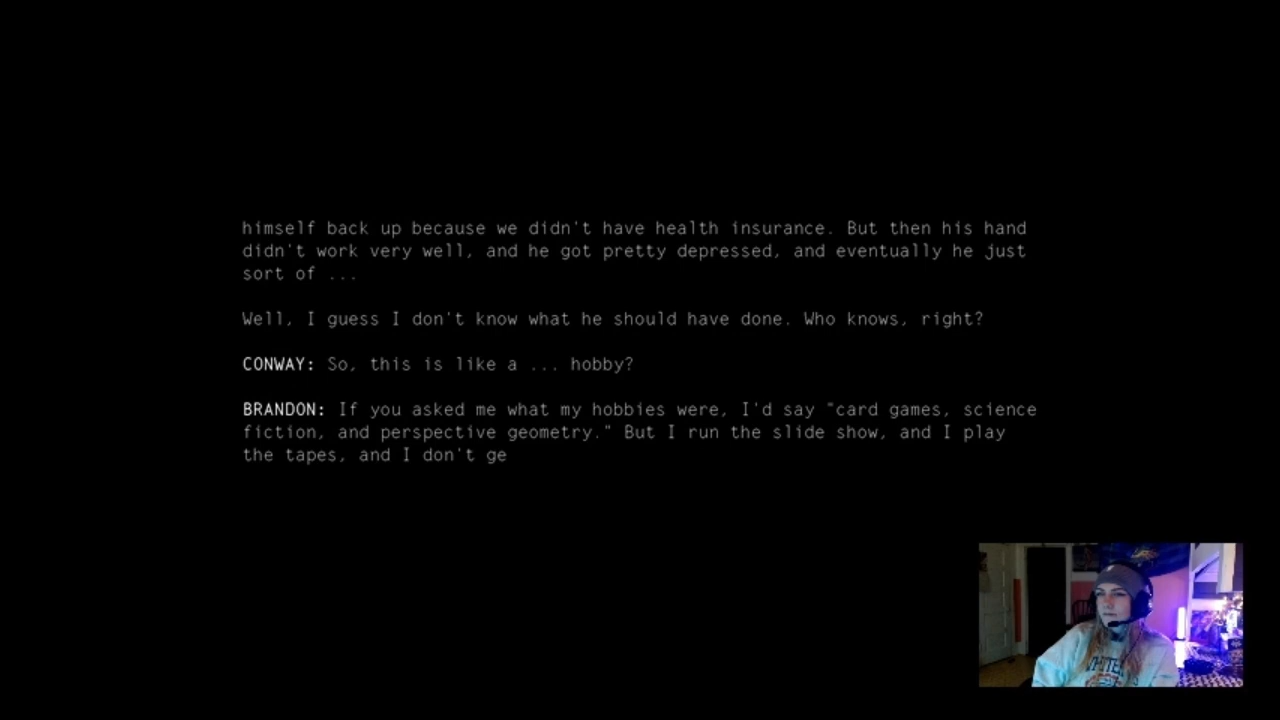 himself back up because we didn't have health insurance. But then his hand
didn't work very well, and he got pretty depressed, and eventually he just
sort of ...
Well, I guess I don't know what he should have done. Who knows, right?
CONWAY: So, this is like a ... hobby?
BRANDON: If you asked me what my hobbies were, I'd say "card games, science
fiction, and perspective geometry." But I run the slide show, and I play
the tapes, and I don't ge